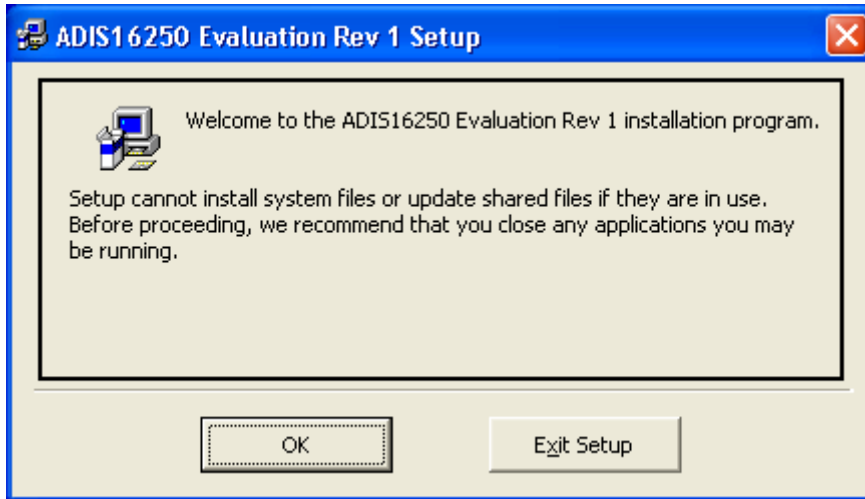 ADIS16250 Evaluation Rev 1 Setup
Welcome to the ADIS16250 Evaluation Rev 1 installation program.
Setup cannot install system files or update shared files if they are in use.
Before proceeding, we recommend that you close any applications you may
be running.
OK
Exit Setup